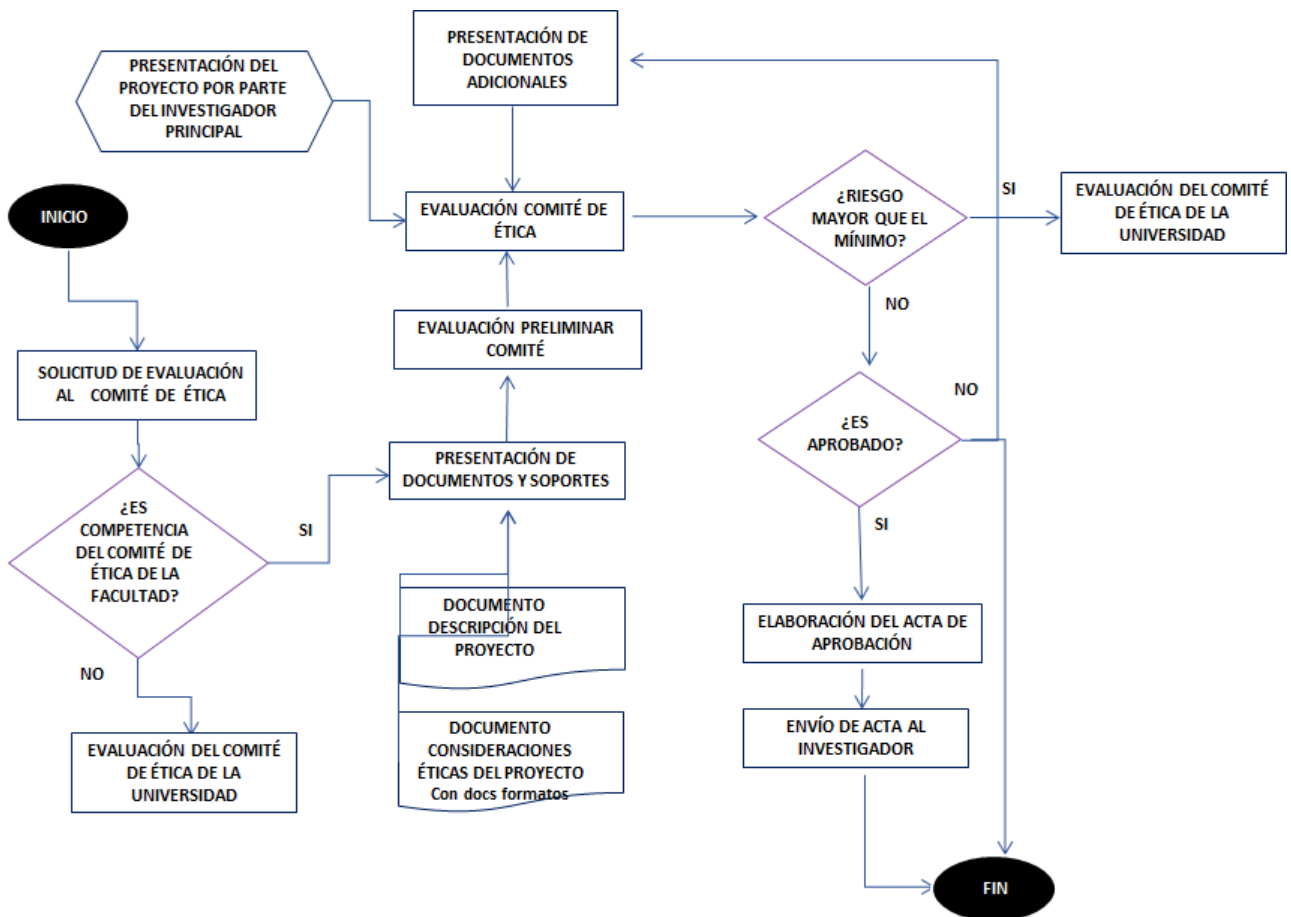 PRESENTACIÓN DE
DOCUMENTOS
ADICIONALES
PRESENTACIÓN DEL
PROYECTO POR PARTE
DEL INVESTIGADOR
PRINCIPAL
INICIO
EVALUACIÓN COMITÉ DE
ÉTICA
¿RIESGO
MAYOR QUE EL
MÍNIMO?
SI
EVALUACIÓN DEL COMITÉ
DE ÉTICA DE LA
UNIVERSIDAD
NO
EVALUACIÓN PRELIMINAR
COMITÉ
SOLICITUD DE EVALUACIÓN
AL COMITÉ DE ÉTICA
¿ES
APROBADO?
NO
PRESENTACIÓN DE
DOCUMENTOS Y SOPORTES
¿ES
COMPETENCIA
DEL COMITÉ DE
ÉTICA DE LA
FACULTAD?
SI
SI
DOCUMENTO
DESCRIPCIÓN DEL
PROYECTO
ELABORACIÓN DEL ACTA DE
APROBACIÓN
NO
EVALUACIÓN DEL COMITÉ
DE ÉTICA DE LA
UNIVERSIDAD
DOCUMENTO
CONSIDERACIONES
ÉTICAS DEL PROYECTO
Con docs formatos
ENVÍO DE ACTA AL
INVESTIGADOR
FIN